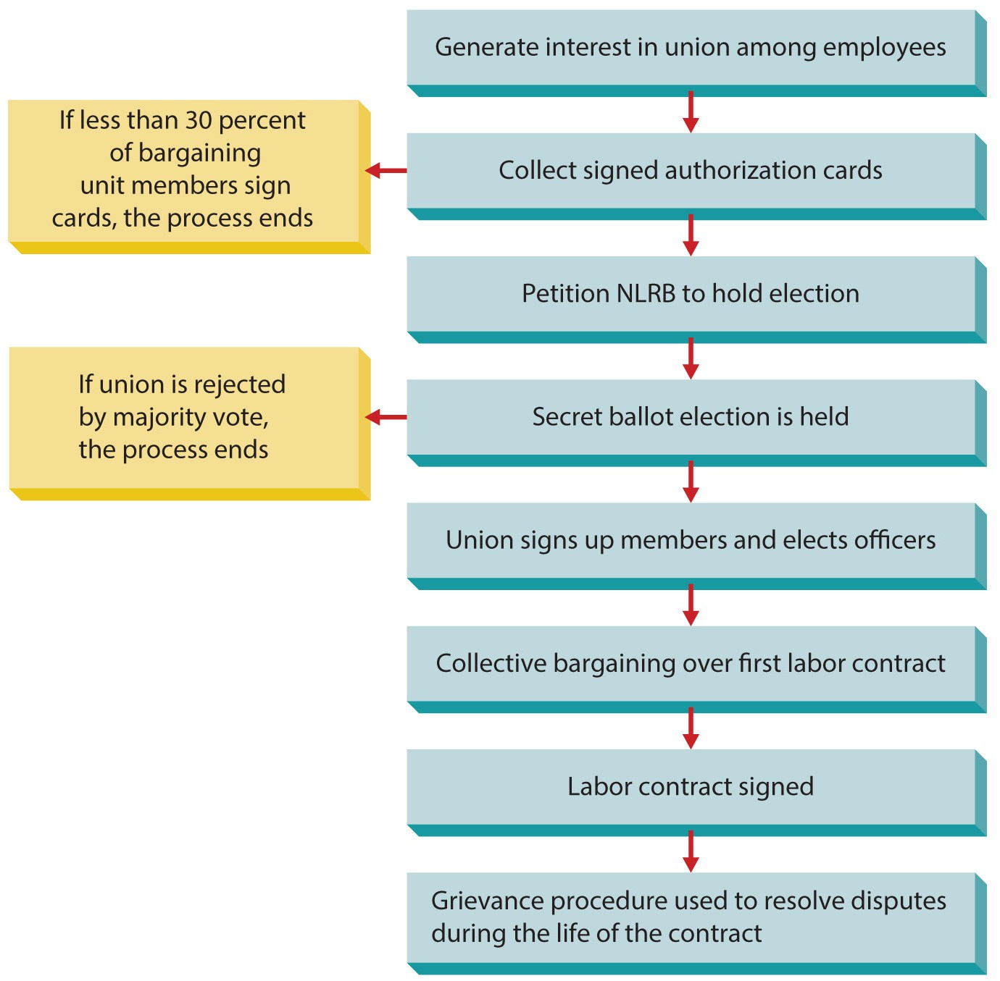 Generate interest in union among employees
If less than 30 percent
of bargaining
unit members sign
cards, the process ends
Collect signed authorization cards
Petition NLRB to hold election
If union is rejected
by majority vote,
the process ends
Secret ballot election is held
Union signs up members and elects officers
Collective bargaining over first labor contract
Labor contract signed
Grievance procedure used to resolve disputes
during the life of the contract